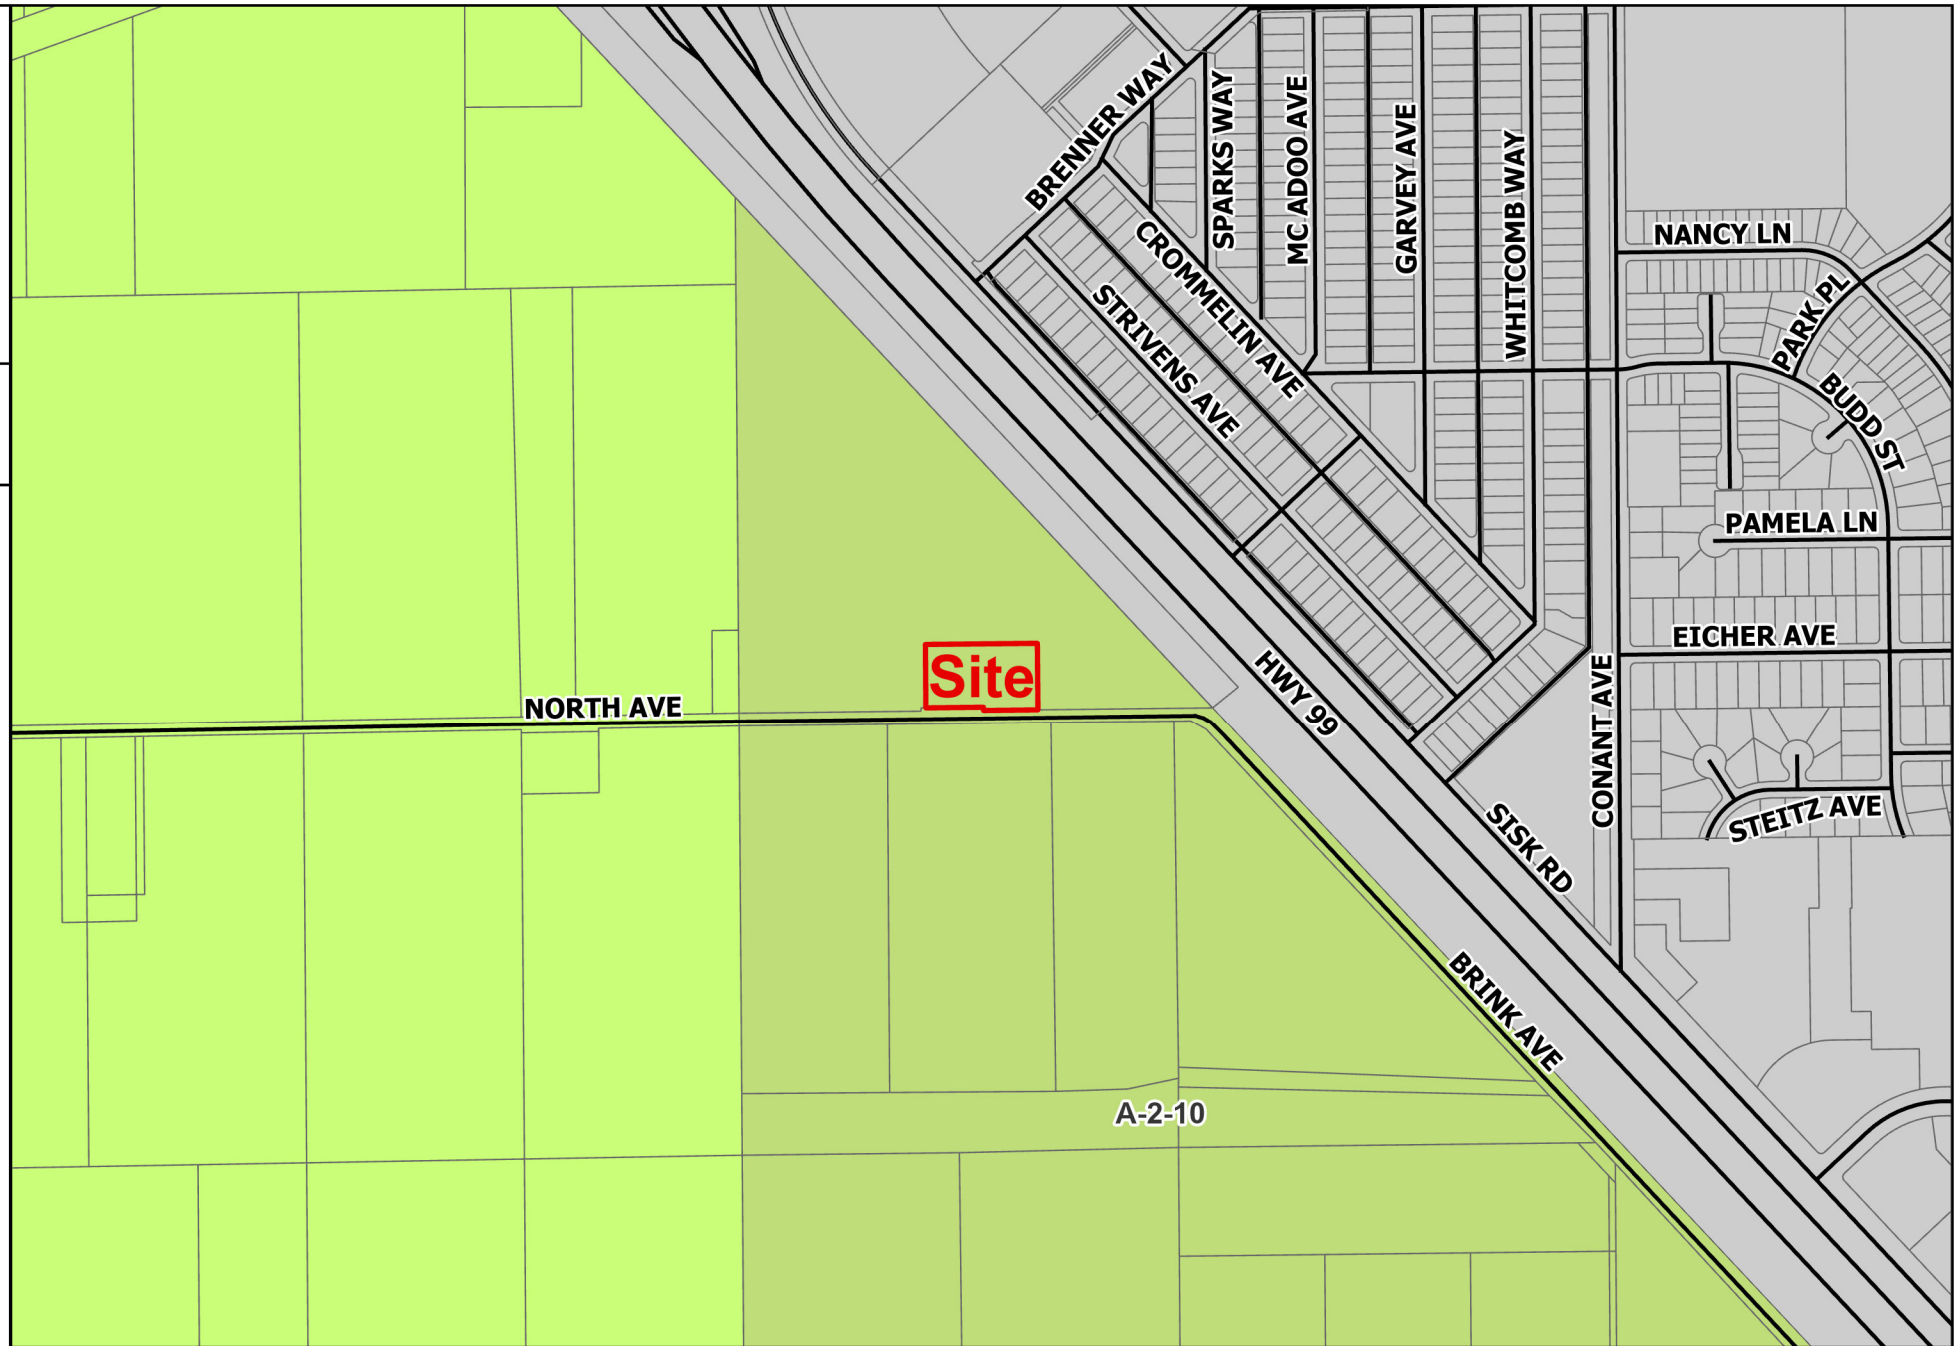 BRENNER WAY
SPARKS WAY
MC ADOO AVE
GARVEY AVE
WHITCOMB WAY
NANCY LN
CROMMELIN AVE
STRIVENS AVE
PARK PL
BUDD ST
PAMELA LN
EICHER AVE
Site
HWY 99
NORTH AVE
CONANT AVE
STEITZ AVE
SISK RD
BRINK AVE
A-2-10